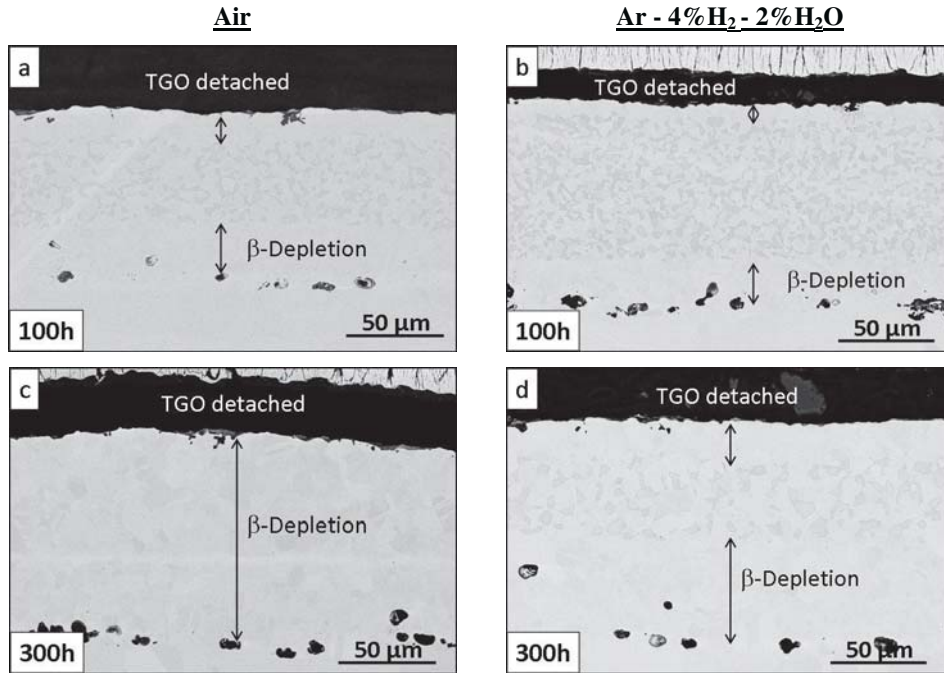 Air
Ar - 4%H₂ - 2%H₂O
a
TGO detached
β-Depletion
100h
50 µm
b
TGO detached
β-Depletion
100h
50 µm
c
TGO detached
β-Depletion
300h
50 µm
d
TGO detached
β-Depletion
300h
50 µm